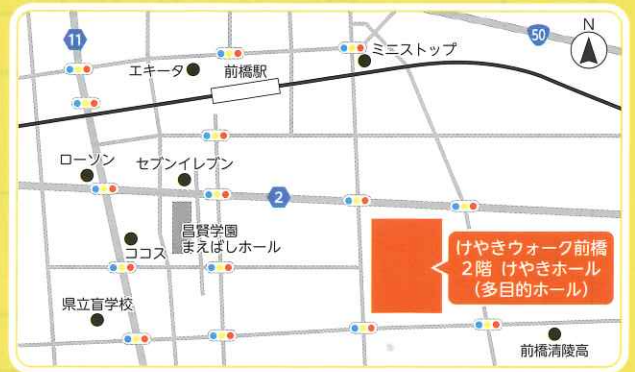 N
11
50
ミニストップ
エキータ
前橋駅
ローソン
セブンイレブン
2
昌賢学園
まえばしホール
ココス
けやきウォーク前橋
2階 けやきホール
(多目的ホール)
県立盲学校
前橋清陵高